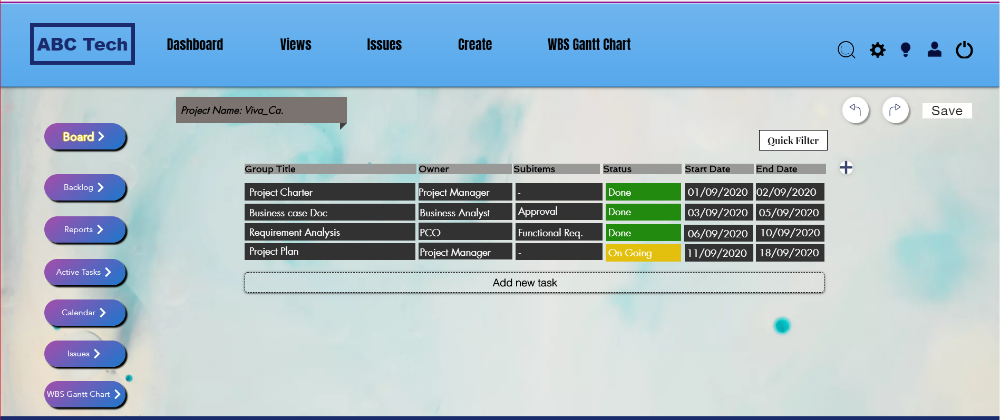 ABC Tech
Dashboard Views Issues Create WBS Gantt Chart
Project Name: Viva_Ca.
Save
Board
Quick Filter
Group Title Owner Subitems Status Start Date End Date
Project Charter Project Manager - Done 01/09/2020 02/09/2020
Business case Doc Business Analyst Approval Done 03/09/2020 05/09/2020
Requirement Analysis PCO Functional Req. Done 06/09/2020 10/09/2020
Project Plan Project Manager - On Going 11/09/2020 18/09/2020
Add new task
Backlog
Reports
Active Tasks
Calendar
Issues
WBS Gantt Chart